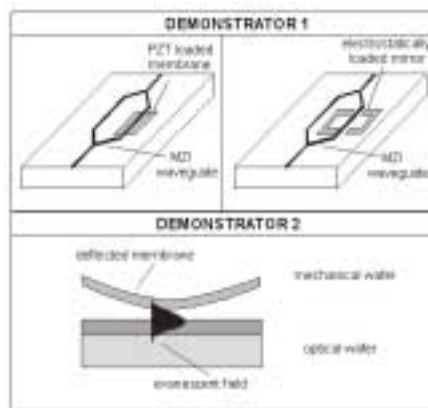 DEMONSTRATOR 1
PZT loaded
membrane
MZI
waveguide
electrostatically
loaded mirror
MZI
waveguide
DEMONSTRATOR 2
deflected membrane
mechanical wafer
optical wafer
evanescent field